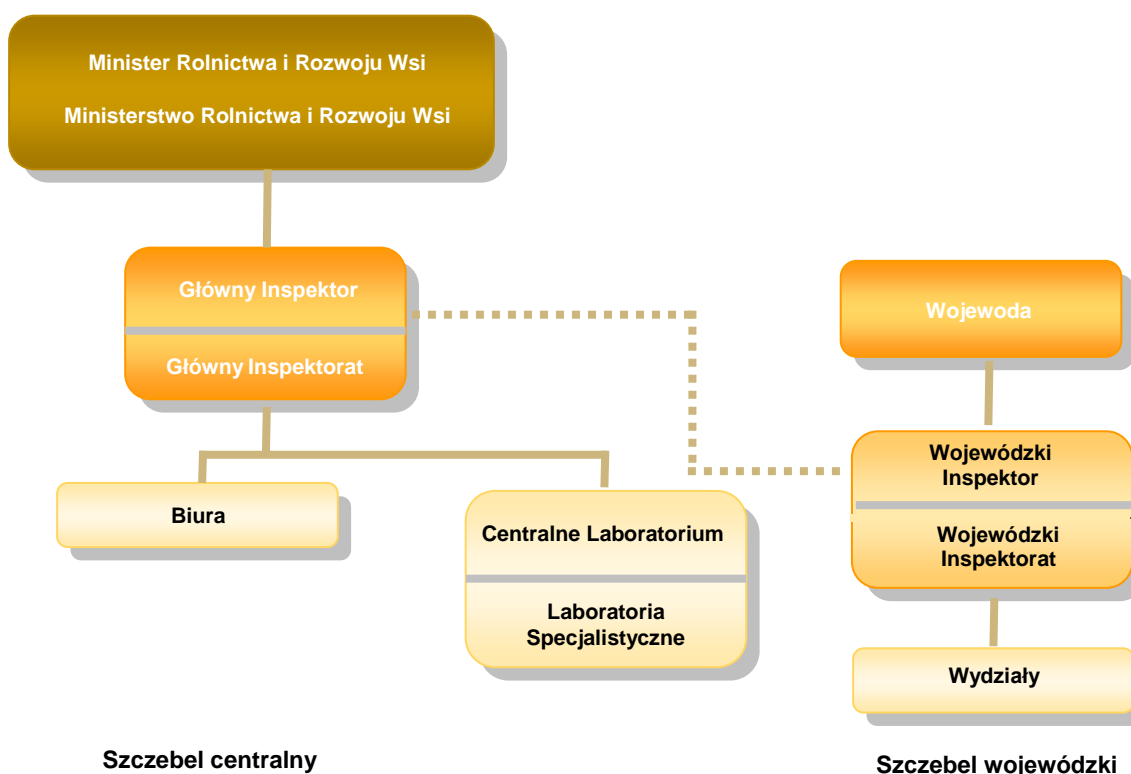 Minister Rolnictwa i Rozwoju Wsi
Ministerstwo Rolnictwa i Rozwoju Wsi
Główny Inspektor
Główny Inspektorat
Biura
Centralne Laboratorium
Laboratoria
Specjalistyczne
Szczebel centralny
Wojewoda
Wojewódzki
Inspektor
Wojewódzki
Inspektorat
Wydziały
Szczebel wojewódzki